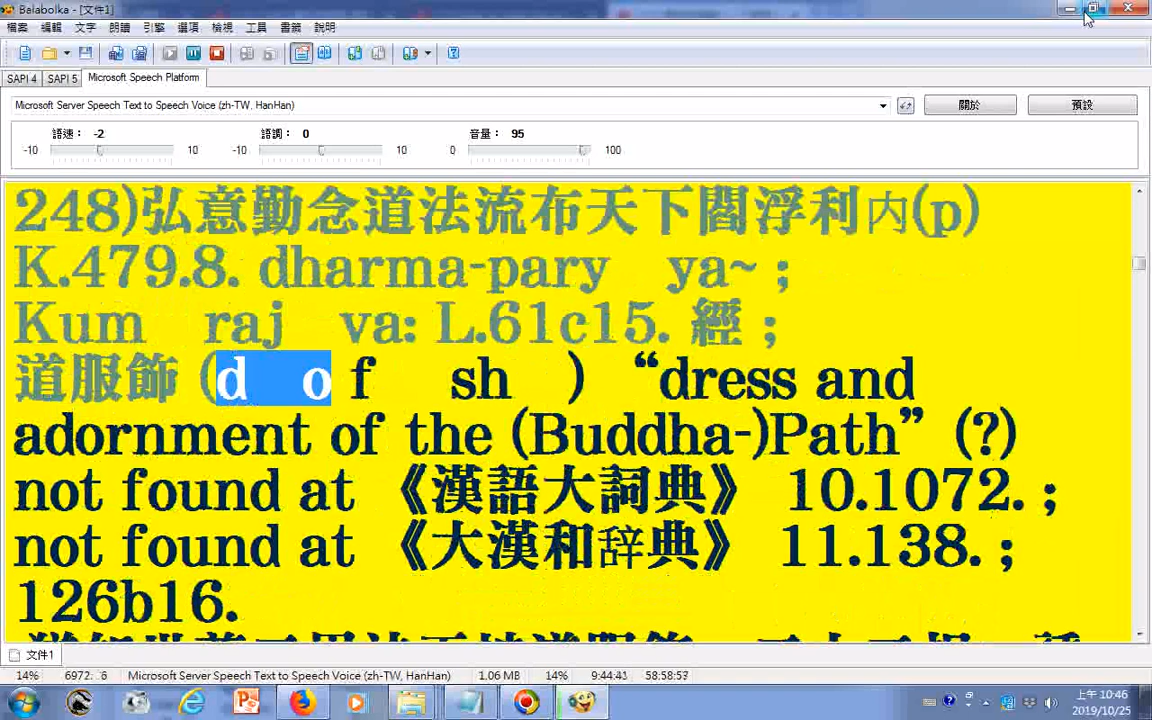 Balabolka - [文件1]
檔案 編輯 文字 朗讀 引擎 選項 檢視 工具 書籤 說明
SAPI 4 SAPI 5 Microsoft Speech Platform
Microsoft Server Speech Text to Speech Voice (zh-TW, HanHan) 關於 預設
語速： -2 語調： 0 音量： 95
-10 10 -10 10 0 100
248)弘意勤念道法流布天下閻浮利内(p)
K.479.8. dharma-pary ya~ ;
Kum raj va: L.61c15. 經 ;
道服飾 (d o f sh ) “dress and
adornment of the (Buddha-)Path” (?)
not found at 《漢語大詞典》 10.1072. ;
not found at 《大漢和辞典》 11.138. ;
126b16.
文件1
14% Microsoft Server Speech Text to Speech Voice (zh-TW, HanHan) 1.06 MB 14% 9:44:43 58:58:53
上午 10:46
2019/10/25